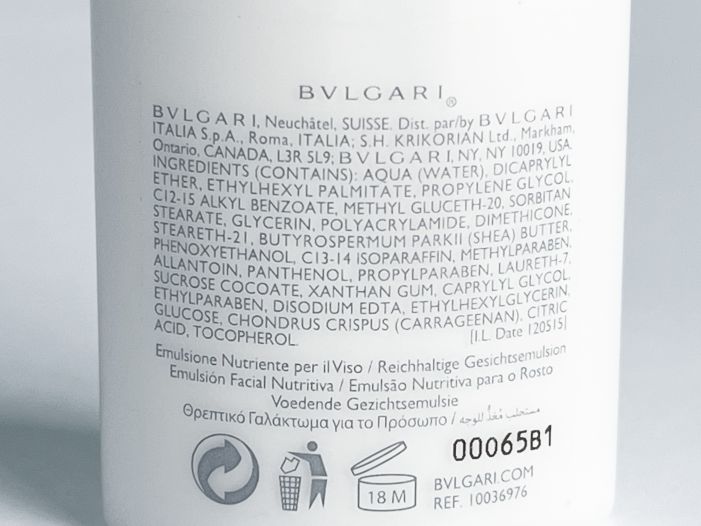 BVLGARI®
BVLGARI, Neuchâtel, SUISSE. Dist. par/by BVLGARI
ITALIA S.p.A., Roma, ITALIA; S.H. KRIKORIAN Ltd., Markham,
Ontario, CANADA, L3R 5L9; BVLGARI, NY, NY 10019, USA.
INGREDIENTS (CONTAINS): AQUA (WATER), DICAPRYLYL
ETHER, ETHYLHEXYL PALMITATE, PROPYLENE GLYCOL,
C12-15 ALKYL BENZOATE, METHYL GLUCETH-20, SORBITAN
STEARATE, GLYCERIN, POLYACRYLAMIDE, DIMETHICONE,
STEARETH-21, BUTYROSPERMUM PARKII (SHEA) BUTTER,
PHENOXYETHANOL, C13-14 ISOPARAFFIN, METHYLPARABEN,
ALLANTOIN, PANTHENOL, PROPYLPARABEN, LAURETH-7,
SUCROSE COCOATE, XANTHAN GUM, CAPRYLYL GLYCOL,
ETHYLPARABEN, DISODIUM EDTA, ETHYLHEXYLGLYCERIN,
GLUCOSE, CHONDRUS CRISPUS (CARRAGEENAN), CITRIC
ACID, TOCOPHEROL. [I.L. Date 120515]
Emulsione Nutriente per il Viso / Reichhaltige Gesichtsemulsion
Emulsión Facial Nutritiva / Emulsão Nutritiva para o Rosto
Voedende Gezichtsemulsie
Θρεπτικό Γαλάκτωμα για το Πρόσωπο / مستحلب مُغذٍّ للوجه
00065B1
18 M
BVLGARI.COM
REF. 10036976